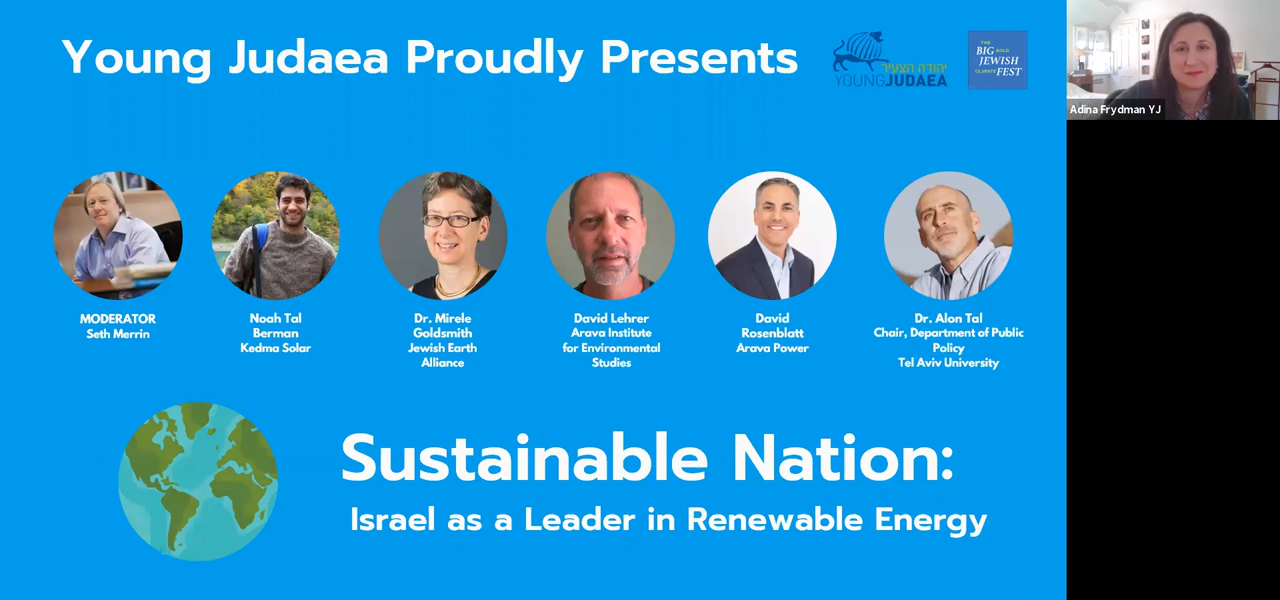 Young Judaea Proudly Presents
יהודה הצעיר
YOUNGJUDAEA
THE
BIG BOLD
JEWISH
CLIMATE FEST
Adina Frydman YJ
MODERATOR
Seth Merrin
Noah Tal
Berman
Kedma Solar
Dr. Mirele
Goldsmith
Jewish Earth
Alliance
David Lehrer
Arava Institute
for Environmental
Studies
David
Rosenblatt
Arava Power
Dr. Alon Tal
Chair, Department of Public
Policy
Tel Aviv University
Sustainable Nation:
Israel as a Leader in Renewable Energy